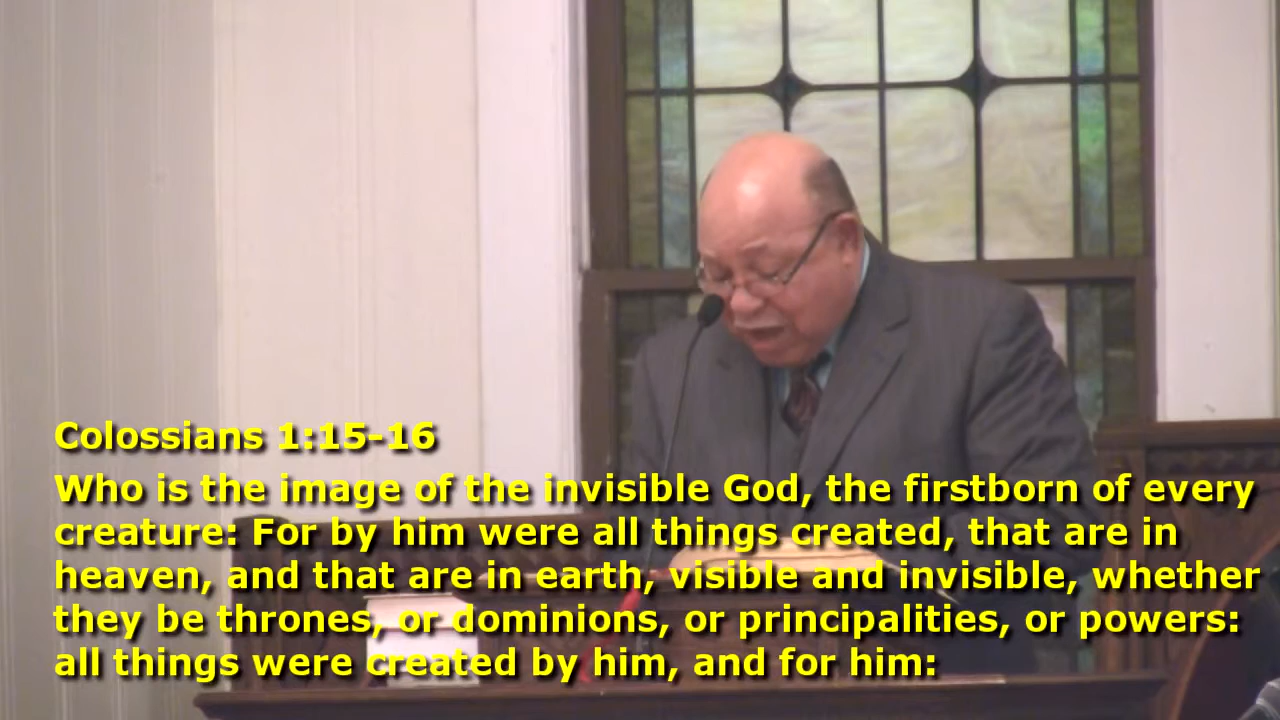 Colossians 1:15-16
Who is the image of the invisible God, the firstborn of every
creature: For by him were all things created, that are in
heaven, and that are in earth, visible and invisible, whether
they be thrones, or dominions, or principalities, or powers:
all things were created by him, and for him: